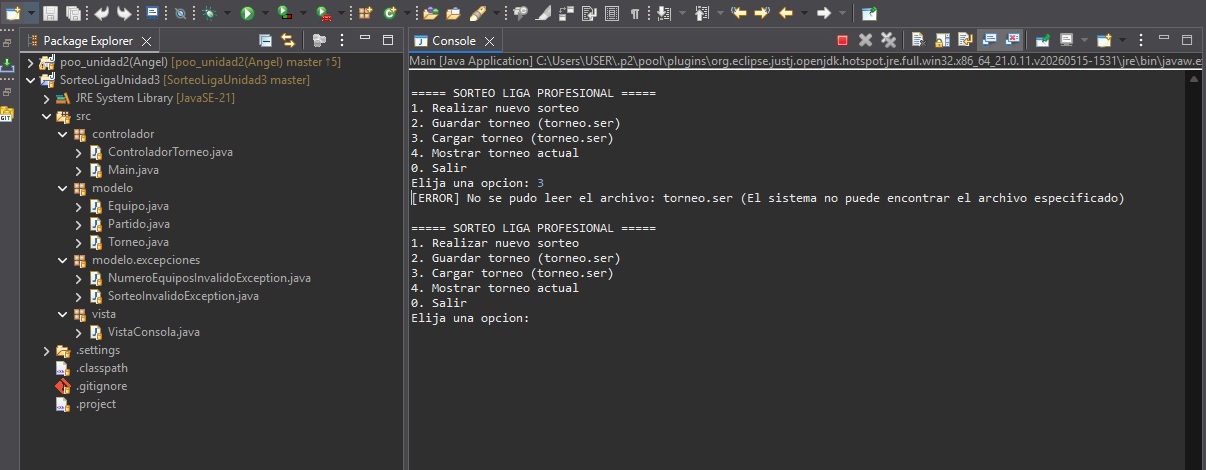 Package Explorer
poo_unidad2(Angel) [poo_unidad2(Angel) master ↑5]
SorteoLigaUnidad3 [SorteoLigaUnidad3 master]
JRE System Library [JavaSE-21]
src
controlador
ControladorTorneo.java
Main.java
modelo
Equipo.java
Partido.java
Torneo.java
modelo.excepciones
NumeroEquiposInvalidoException.java
SorteoInvalidoException.java
vista
VistaConsola.java
.settings
.classpath
.gitignore
.project
GIT
Console
Main [Java Application] C:\Users\USER\.p2\pool\plugins\org.eclipse.justj.openjdk.hotspot.jre.full.win32.x86_64_21.0.11.v20260515-1531\jre\bin\javaw.e
===== SORTEO LIGA PROFESIONAL =====
1. Realizar nuevo sorteo
2. Guardar torneo (torneo.ser)
3. Cargar torneo (torneo.ser)
4. Mostrar torneo actual
0. Salir
Elija una opcion: 3
[ERROR] No se pudo leer el archivo: torneo.ser (El sistema no puede encontrar el archivo especificado)
===== SORTEO LIGA PROFESIONAL =====
1. Realizar nuevo sorteo
2. Guardar torneo (torneo.ser)
3. Cargar torneo (torneo.ser)
4. Mostrar torneo actual
0. Salir
Elija una opcion: